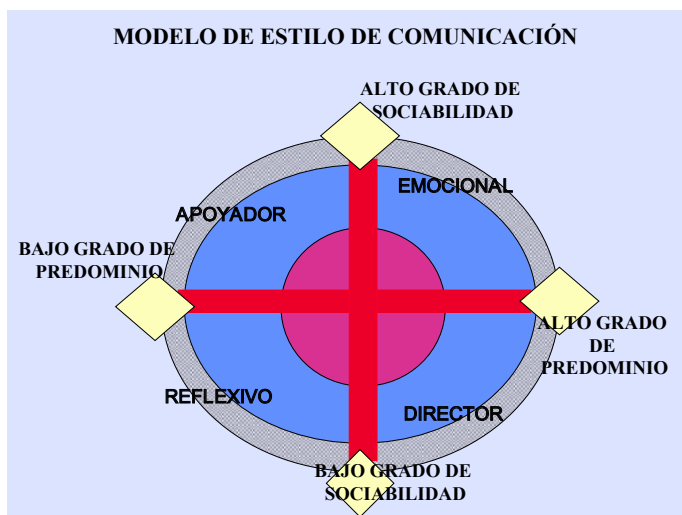 MODELO DE ESTILO DE COMUNICACIÓN
ALTO GRADO DE
SOCIABILIDAD
EMOCIONAL
APOYADOR
BAJO GRADO DE
PREDOMINIO
ALTO GRADO
DE
PREDOMINIO
REFLEXIVO
DIRECTOR
BAJO GRADO DE
SOCIABILIDAD